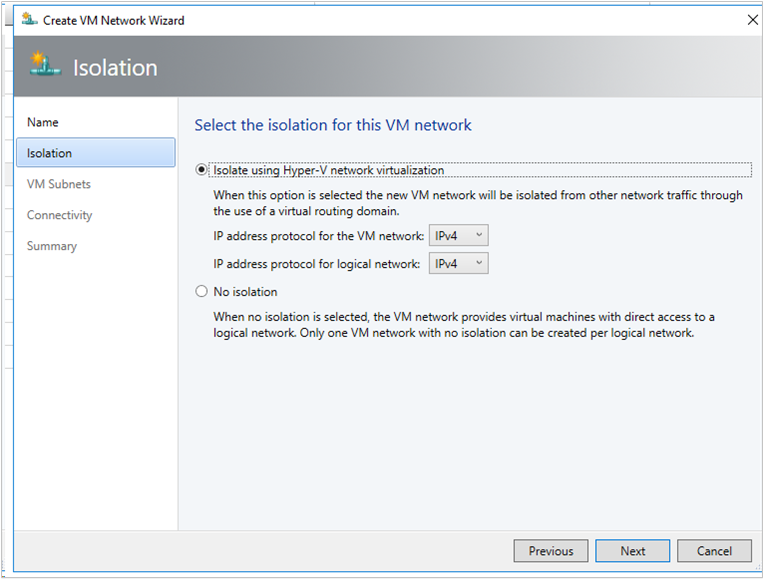 Create VM Network Wizard
Isolation
Name
Isolation
VM Subnets
Connectivity
Summary
Select the isolation for this VM network
Isolate using Hyper-V network virtualization
When this option is selected the new VM network will be isolated from other network traffic through
the use of a virtual routing domain.
IP address protocol for the VM network: IPv4
IP address protocol for logical network: IPv4
No isolation
When no isolation is selected, the VM network provides virtual machines with direct access to a
logical network. Only one VM network with no isolation can be created per logical network.
Previous Next Cancel